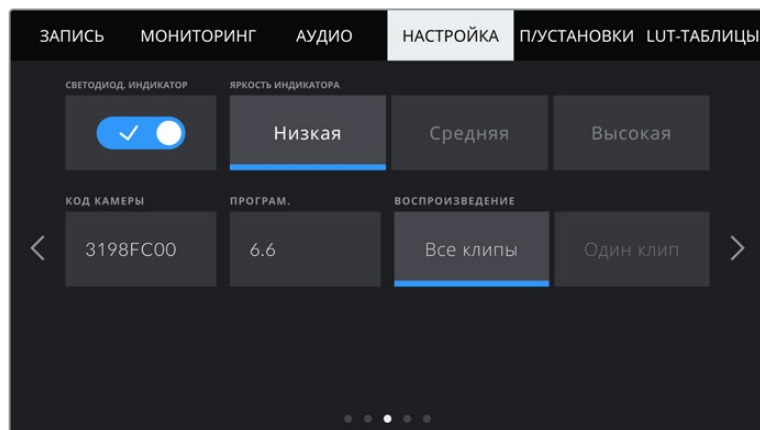 ЗАПИСЬ МОНИТОРИНГ АУДИО НАСТРОЙКА П/УСТАНОВКИ LUT-ТАБЛИЦЫ
СВЕТОДИОД. ИНДИКАТОР ЯРКОСТЬ ИНДИКАТОРА
Низкая Средняя Высокая
КОД КАМЕРЫ ПРОГРАМ. ВОСПРОИЗВЕДЕНИЕ
3198FC00 6.6 Все клипы Один клип